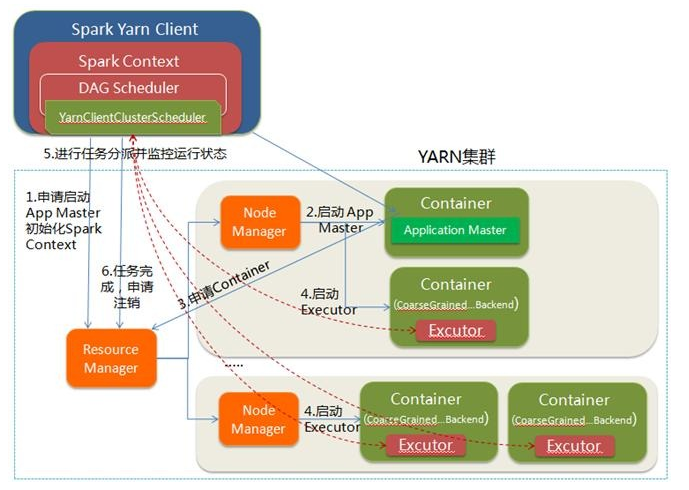 Spark Yarn Client
Spark Context
DAG Scheduler
YarnClientClusterScheduler
5.进行任务分派并监控运行状态
YARN集群
1.申请启动
App Master
初始化Spark
Context
6.任务完
成，申请
注销
Resource
Manager
Node
Manager
2.启动 App
Master
Container
Application Master
3.申请Container
4.启动
Executor
Container
(CoarseGrained...Backend)
Excutor
.....
Node
Manager
4.启动
Executor
Container
(CoarseGrained...Backend)
Excutor
Container
(CoarseGrained...Backend)
Excutor